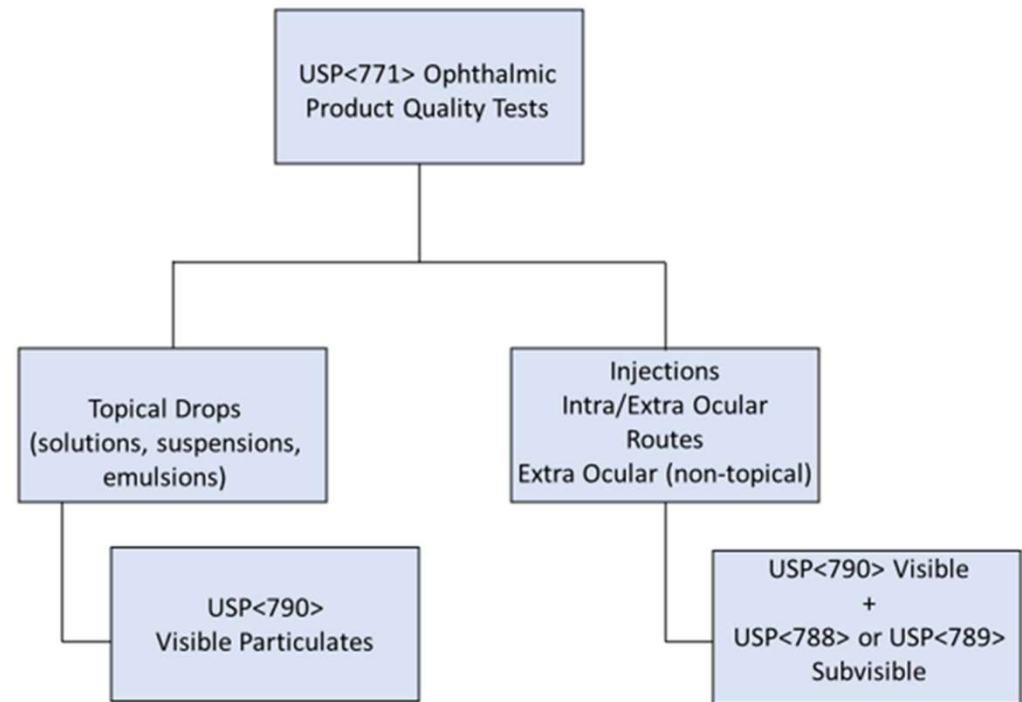 USP<771> Ophthalmic
Product Quality Tests
Topical Drops
(solutions, suspensions,
emulsions)
Injections
Intra/Extra Ocular
Routes
Extra Ocular (non-topical)
USP<790>
Visible Particulates
USP<790> Visible
+
USP<788> or USP<789>
Subvisible